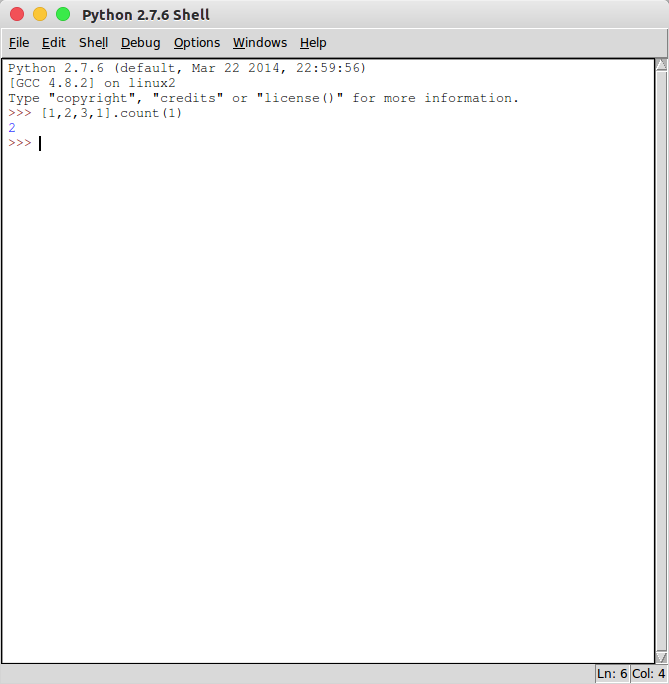 Python 2.7.6 Shell
File Edit Shell Debug Options Windows Help
Python 2.7.6 (default, Mar 22 2014, 22:59:56)
[GCC 4.8.2] on linux2
Type "copyright", "credits" or "license()" for more information.
>>> [1,2,3,1].count(1)
2
>>>
Ln: 6 Col: 4